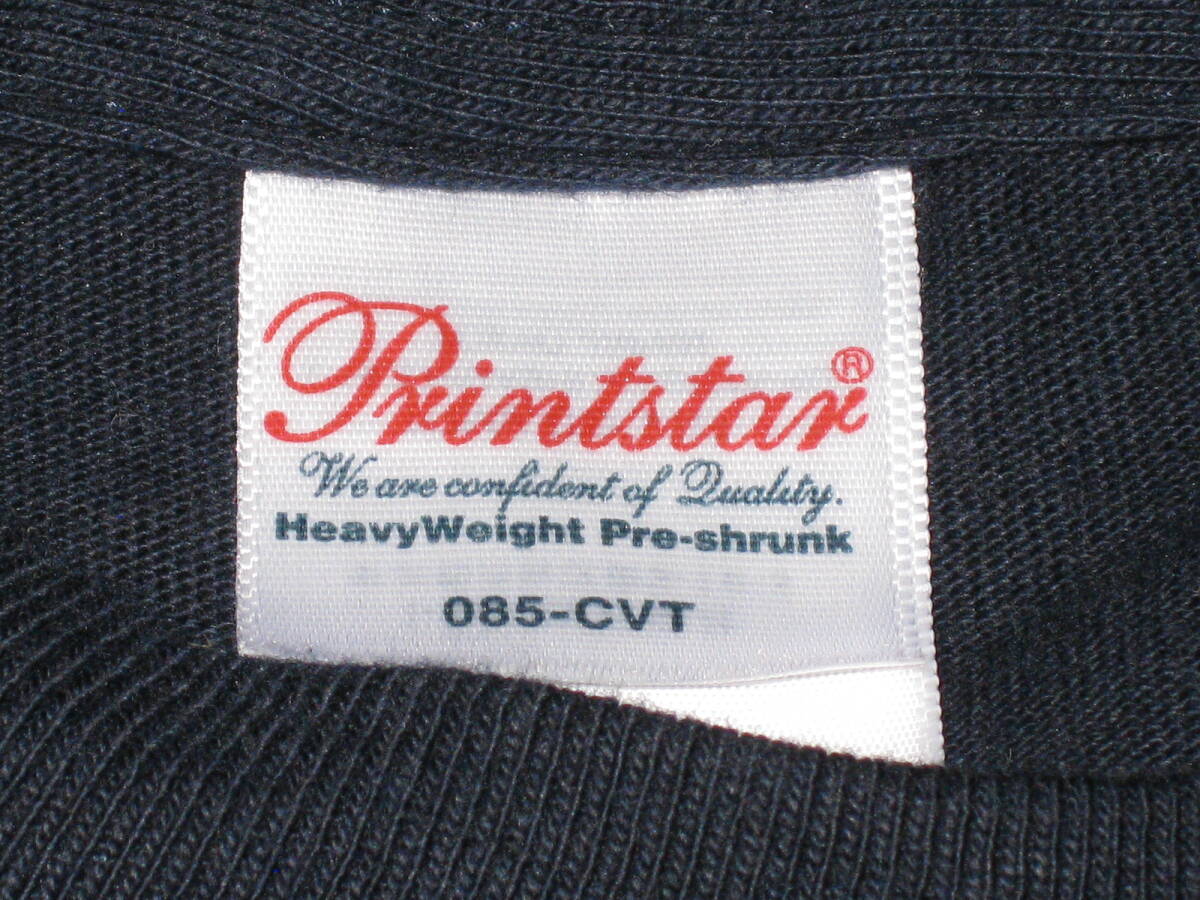 Printstar®
We are confident of Quality.
HeavyWeight Pre-shrunk
085-CVT